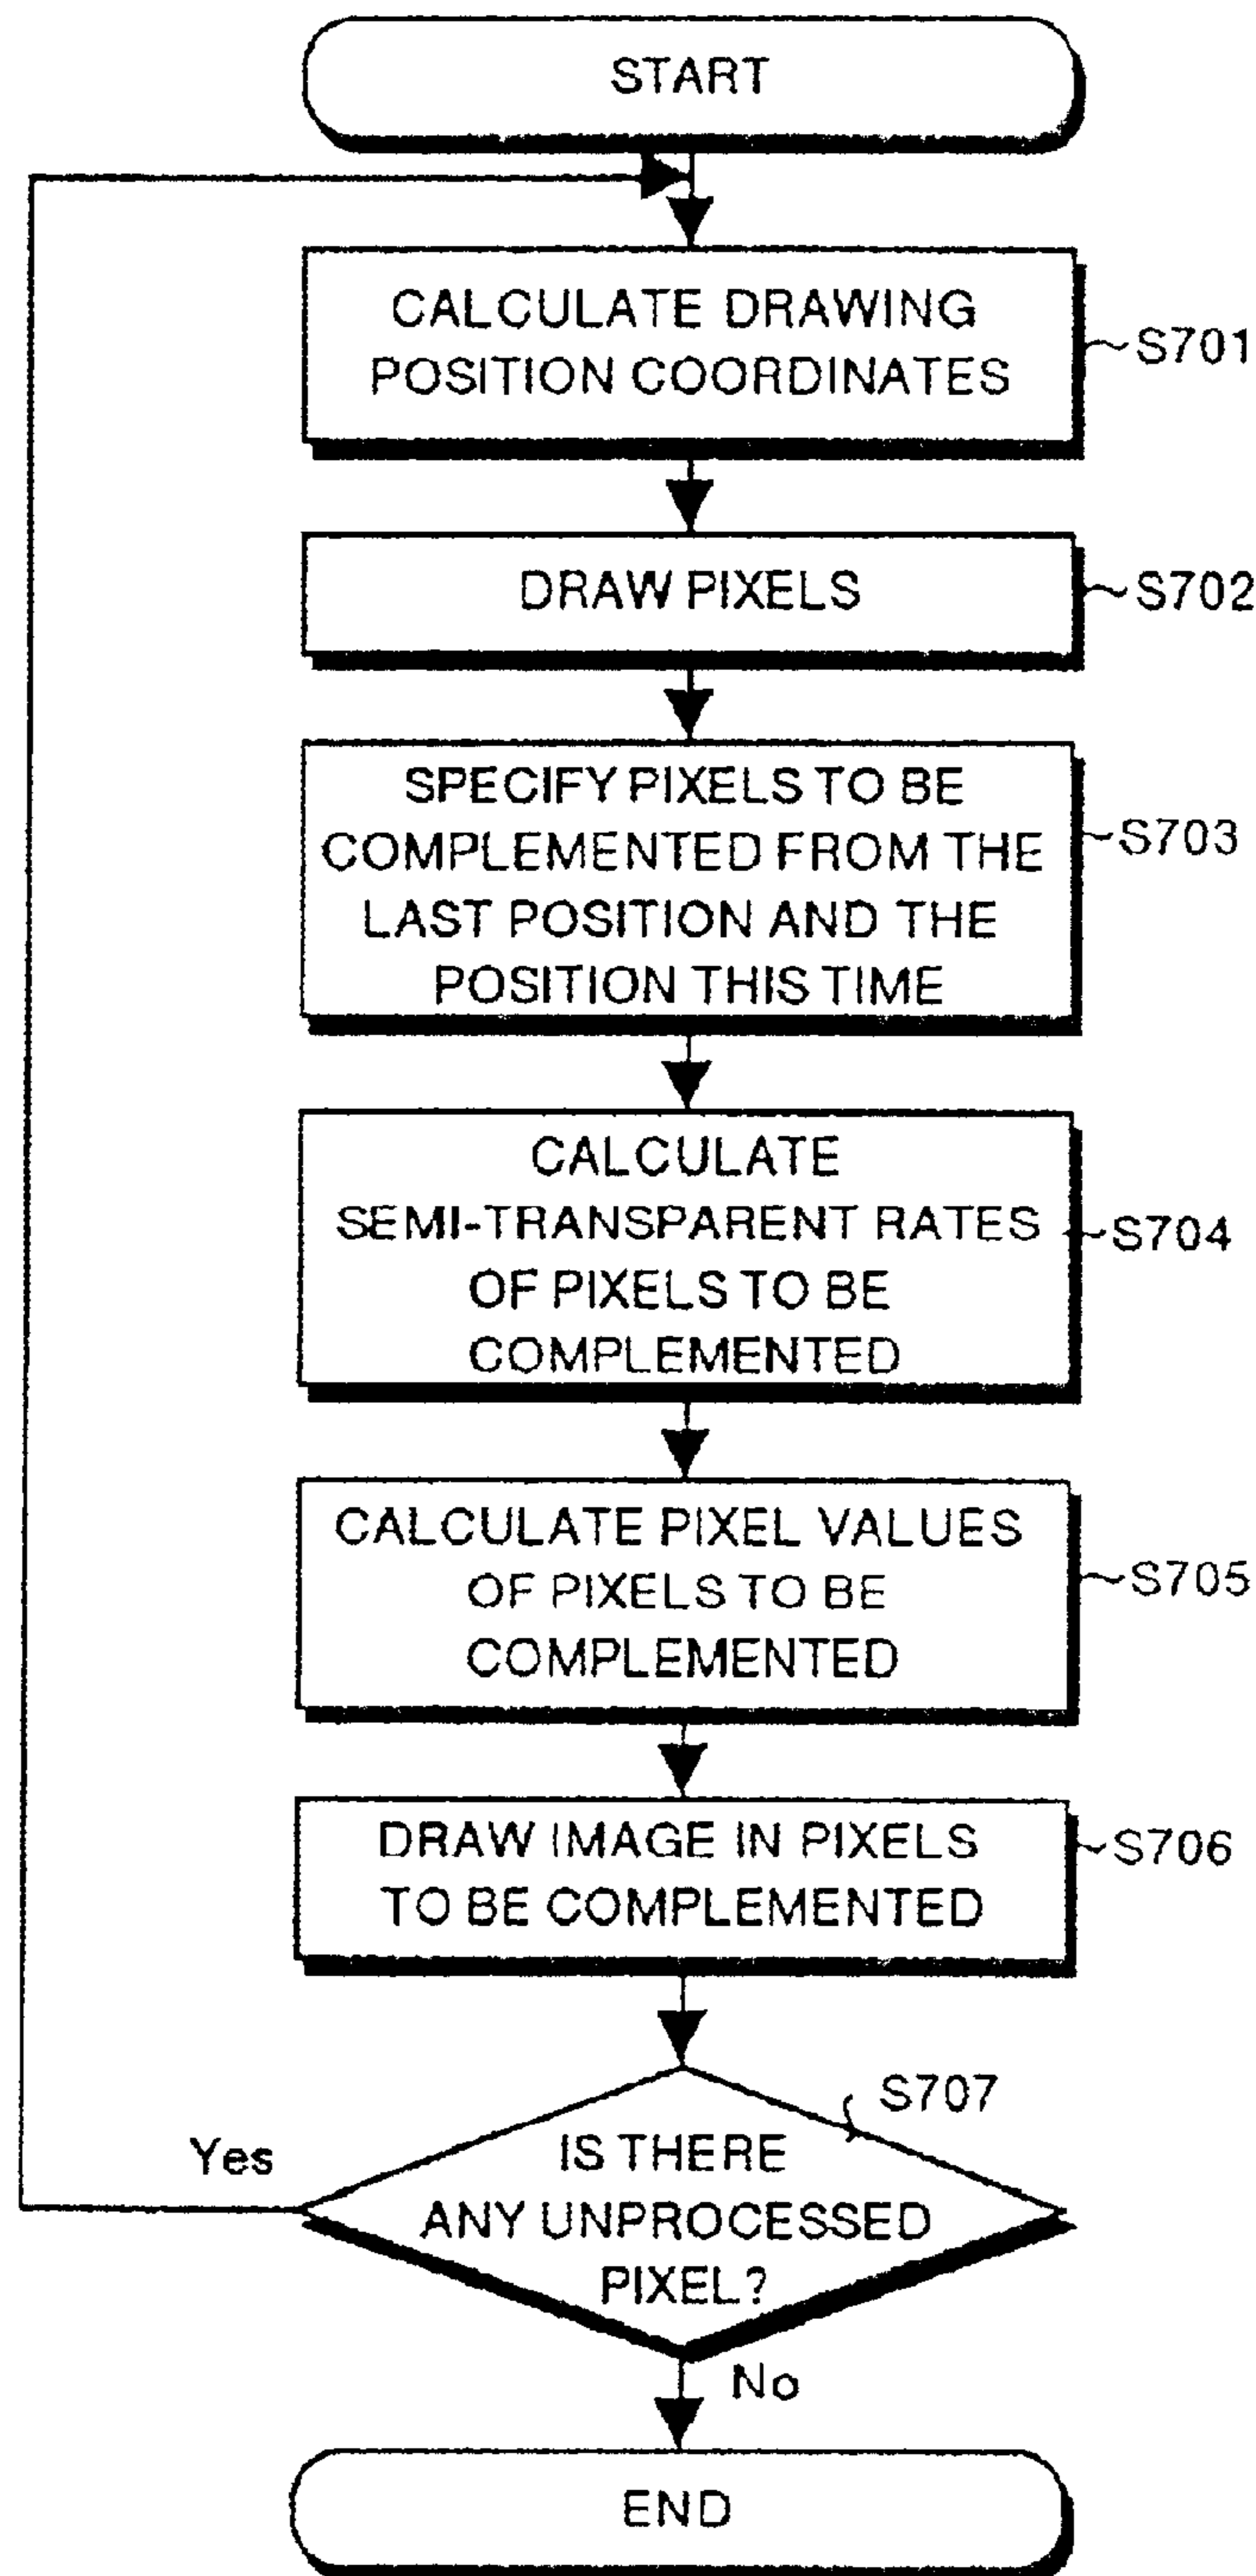 START
CALCULATE DRAWING
POSITION COORDINATES
S701
DRAW PIXELS
S702
SPECIFY PIXELS TO BE
COMPLEMENTED FROM THE
LAST POSITION AND THE
POSITION THIS TIME
S703
CALCULATE
SEMI-TRANSPARENT RATES
OF PIXELS TO BE
COMPLEMENTED
S704
CALCULATE PIXEL VALUES
OF PIXELS TO BE
COMPLEMENTED
S705
DRAW IMAGE IN PIXELS
TO BE COMPLEMENTED
S706
S707
Yes
IS THERE
ANY UNPROCESSED
PIXEL?
No
END